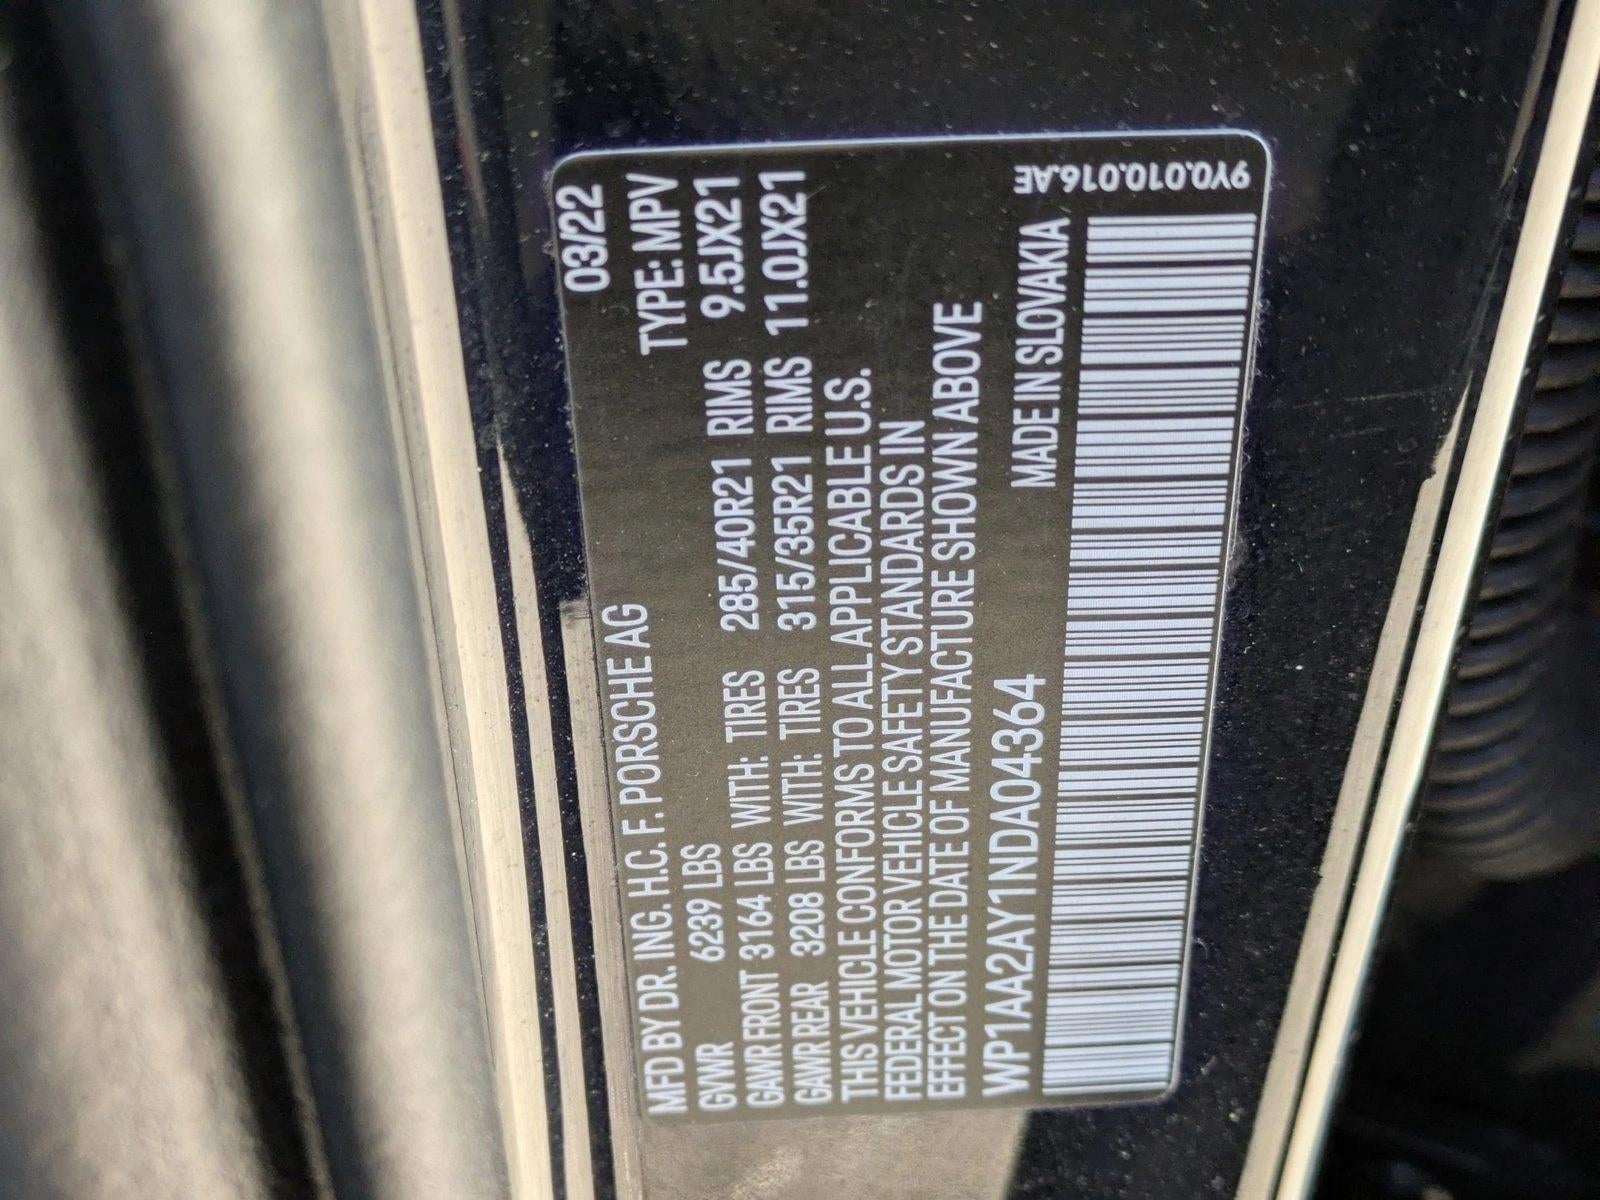 03/22
MFD BY DR. ING. H.C. F. PORSCHE AG TYPE: MPV
GVWR 6239 LBS
GAWR FRONT 3164 LBS WITH: TIRES 285/40R21 RIMS 9.5JX21
GAWR REAR 3208 LBS WITH: TIRES 315/35R21 RIMS 11.0JX21
THIS VEHICLE CONFORMS TO ALL APPLICABLE U.S.
FEDERAL MOTOR VEHICLE SAFETY STANDARDS IN
EFFECT ON THE DATE OF MANUFACTURE SHOWN ABOVE
WP1AA2AY1NDA04364 MADE IN SLOVAKIA
9Y0.010.016.AE